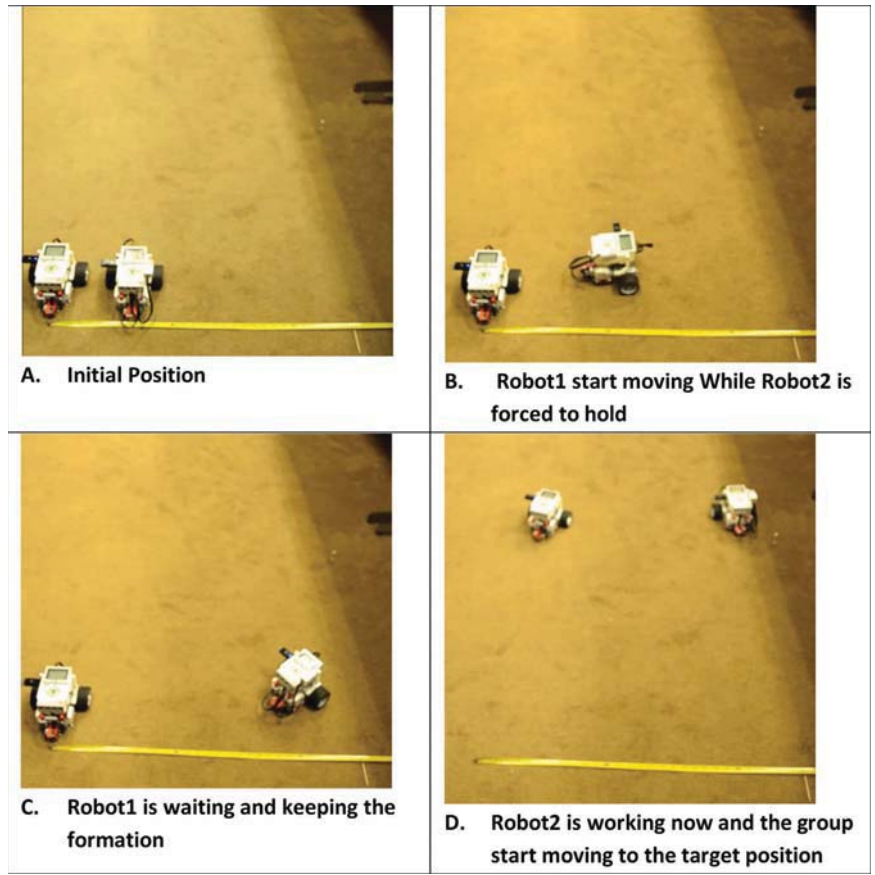 A. Initial Position
B. Robot1 start moving While Robot2 is
forced to hold
C. Robot1 is waiting and keeping the
formation
D. Robot2 is working now and the group
start moving to the target position